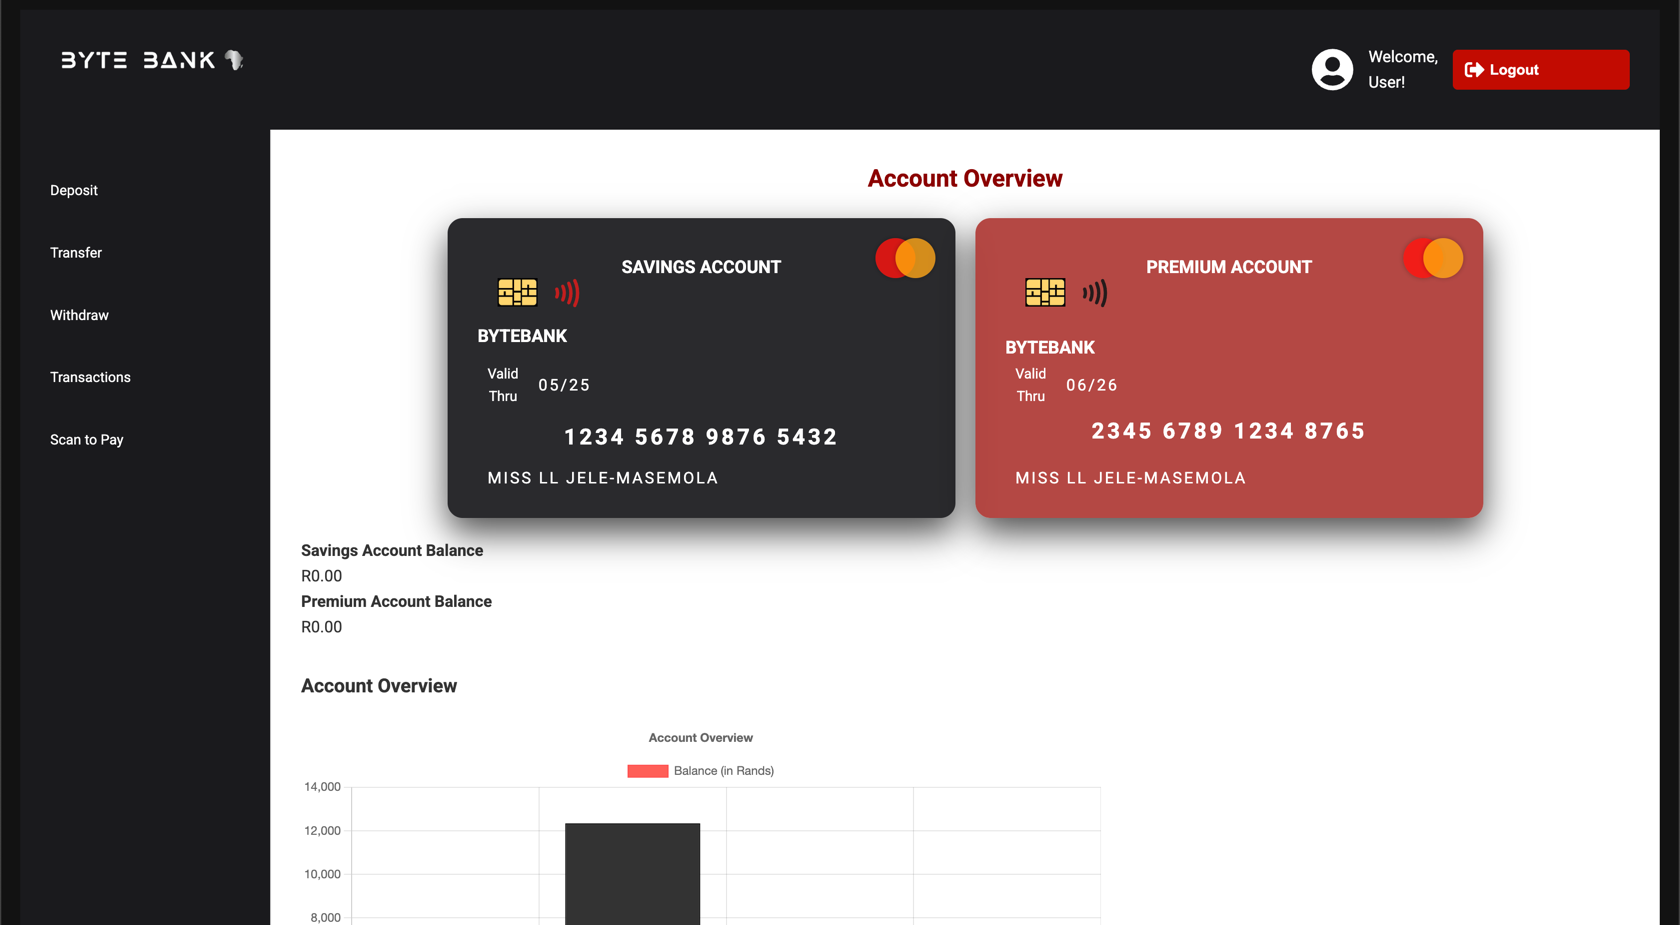 BYTE BANK
Welcome,
User!
Logout
Deposit
Transfer
Withdraw
Transactions
Scan to Pay
Account Overview
SAVINGS ACCOUNT
BYTEBANK
Valid
Thru
05/25
1234 5678 9876 5432
MISS LL JELE-MASEMOLA
PREMIUM ACCOUNT
BYTEBANK
Valid
Thru
06/26
2345 6789 1234 8765
MISS LL JELE-MASEMOLA
Savings Account Balance
R0.00
Premium Account Balance
R0.00
Account Overview
Account Overview
Balance (in Rands)
14,000
12,000
10,000
8,000